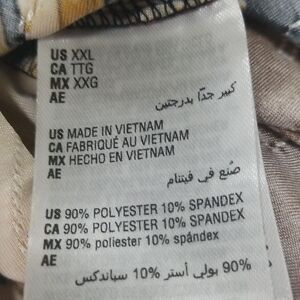 US XXL
CA TTG
MX XXG
AE
كبير جدًا بدرجتين
US MADE IN VIETNAM
CA FABRIQUÉ AU VIETNAM
MX HECHO EN VIETNAM
AE
صُنع في فيتنام
US 90% POLYESTER 10% SPANDEX
CA 90% POLYESTER 10% SPANDEX
MX 90% poliester 10% spándex
AE
90% بولي أستر 10% سباندكس